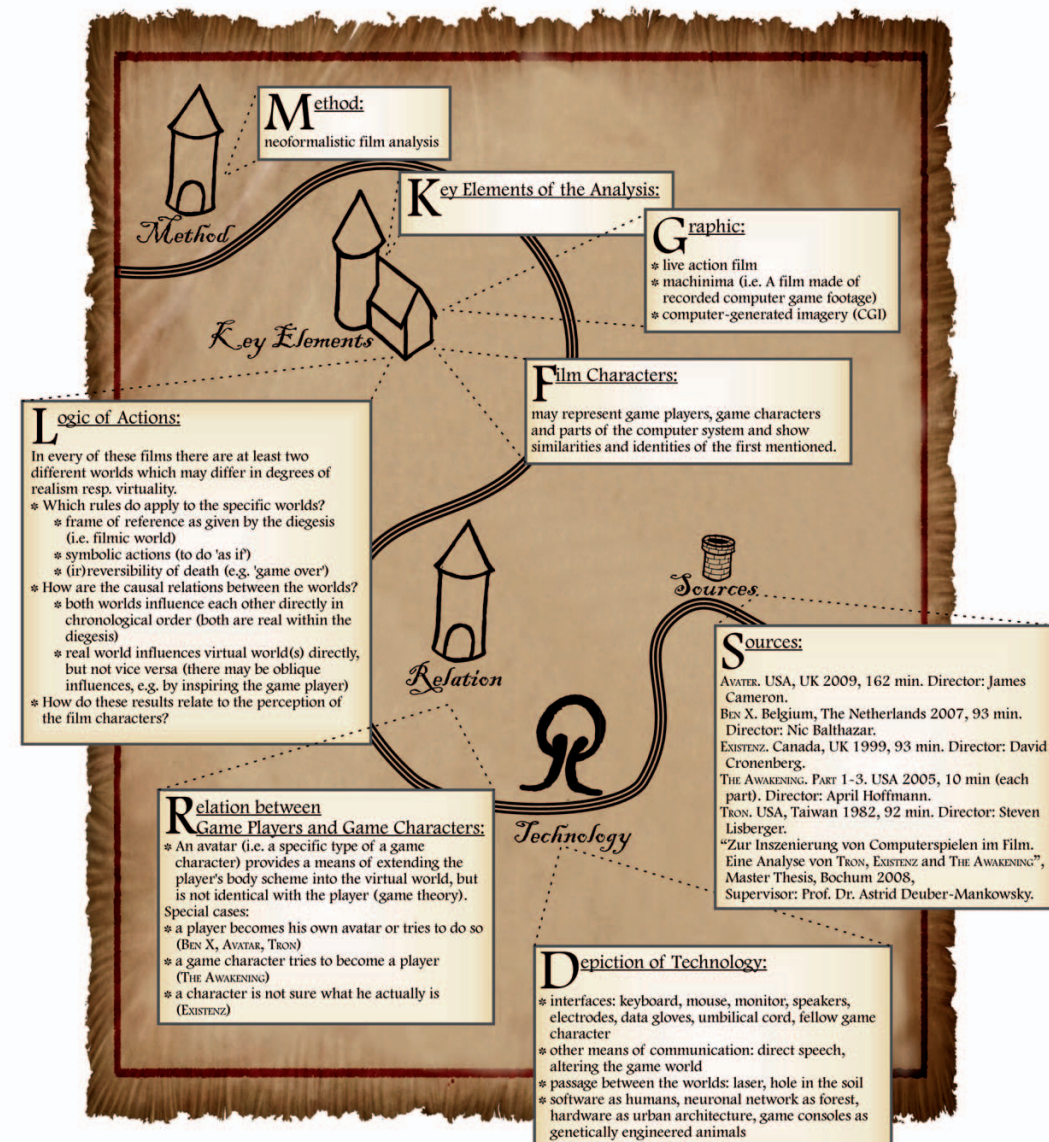 Method:
neoformalistic film analysis
Method
Key Elements of the Analysis:
Key Elements
Graphic:
* live action film
* machinima (i.e. A film made of
recorded computer game footage)
* computer-generated imagery (CGI)
Film Characters:
may represent game players, game characters
and parts of the computer system and show
similarities and identities of the first mentioned.
Logic of Actions:
In every of these films there are at least two
different worlds which may differ in degrees of
realism resp. virtuality.
* Which rules do apply to the specific worlds?
* frame of reference as given by the diegesis
(i.e. filmic world)
* symbolic actions (to do 'as if')
* (ir)reversibility of death (e.g. 'game over')
* How are the causal relations between the worlds?
* both worlds influence each other directly in
chronological order (both are real within the
diegesis)
* real world influences virtual world(s) directly,
but not vice versa (there may be oblique
influences, e.g. by inspiring the game player)
* How do these results relate to the perception of
the film characters?
Relation
Relation between
Game Players and Game Characters:
* An avatar (i.e. a specific type of a game
character) provides a means of extending the
player's body scheme into the virtual world, but
is not identical with the player (game theory).
Special cases:
* a player becomes his own avatar or tries to do so
(BEN X, AVATAR, TRON)
* a game character tries to become a player
(THE AWAKENING)
* a character is not sure what he actually is
(EXISTENZ)
Technology
Depiction of Technology:
* interfaces: keyboard, mouse, monitor, speakers,
electrodes, data gloves, umbilical cord, fellow game
character
* other means of communication: direct speech,
altering the game world
* passage between the worlds: laser, hole in the soil
* software as humans, neuronal network as forest,
hardware as urban architecture, game consoles as
genetically engineered animals
Sources
Sources:
AVATER. USA, UK 2009, 162 min. Director: James
Cameron.
BEN X. Belgium, The Netherlands 2007, 93 min.
Director: Nic Balthazar.
EXISTENZ. Canada, UK 1999, 93 min. Director: David
Cronenberg.
THE AWAKENING. PART 1-3. USA 2005, 10 min (each
part). Director: April Hoffmann.
TRON. USA, Taiwan 1982, 92 min. Director: Steven
Lisberger.
“Zur Inszenierung von Computerspielen im Film.
Eine Analyse von TRON, EXISTENZ and THE AWAKENING”,
Master Thesis, Bochum 2008,
Supervisor: Prof. Dr. Astrid Deuber-Mankowsky.